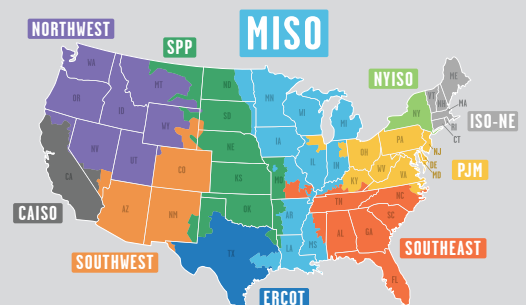 MISO
NORTHWEST
SPP
NYISO
ISO-NE
PJM
CAISO
SOUTHWEST
SOUTHEAST
ERCOT
WA
MT
ND
MN
ME
VT
NH
MA
RI
CT
OR
ID
WY
SD
WI
MI
NY
NV
UT
CO
NE
IA
IL
IN
OH
PA
NJ
DE
MD
CA
KS
MO
KY
WV
VA
AZ
NM
OK
AR
TN
NC
SC
TX
LA
MS
AL
GA
FL